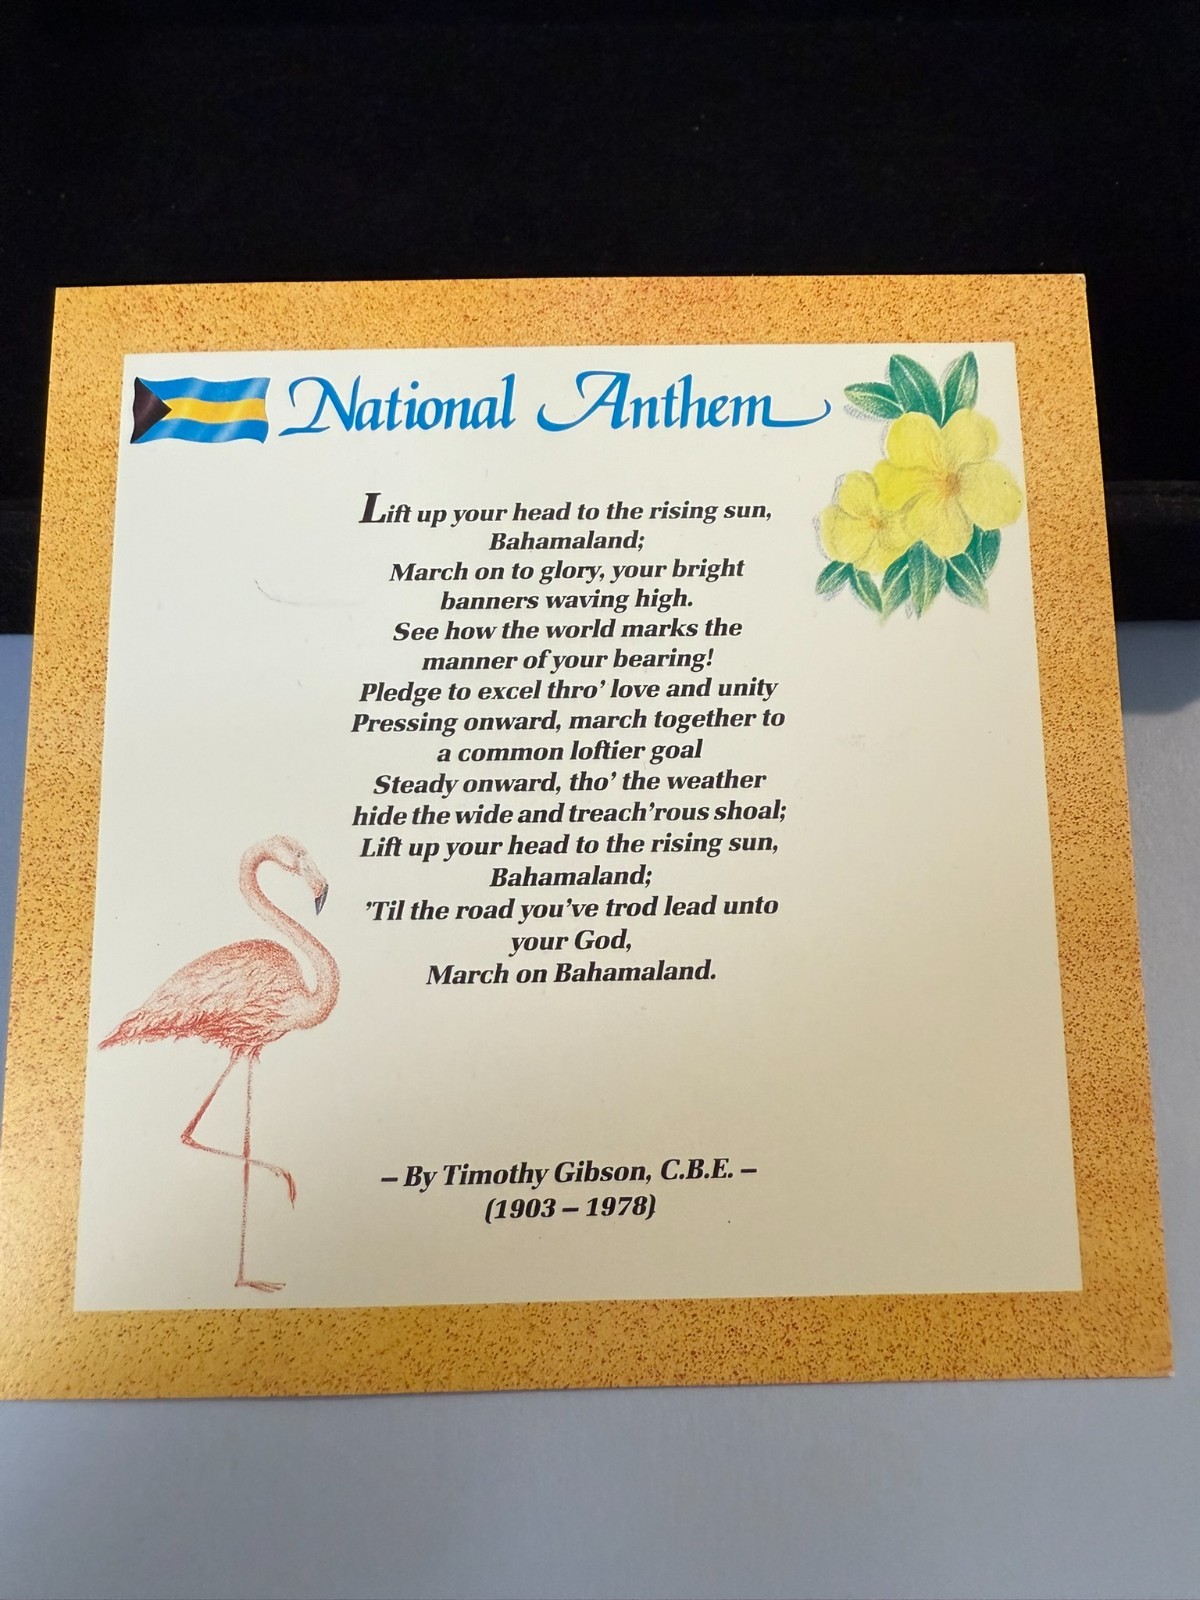 National Anthem
Lift up your head to the rising sun,
Bahamaland;
March on to glory, your bright
banners waving high.
See how the world marks the
manner of your bearing!
Pledge to excel thro’ love and unity
Pressing onward, march together to
a common loftier goal
Steady onward, tho’ the weather
hide the wide and treach’rous shoal;
Lift up your head to the rising sun,
Bahamaland;
’Til the road you’ve trod lead unto
your God,
March on Bahamaland.
– By Timothy Gibson, C.B.E. –
(1903 – 1978)